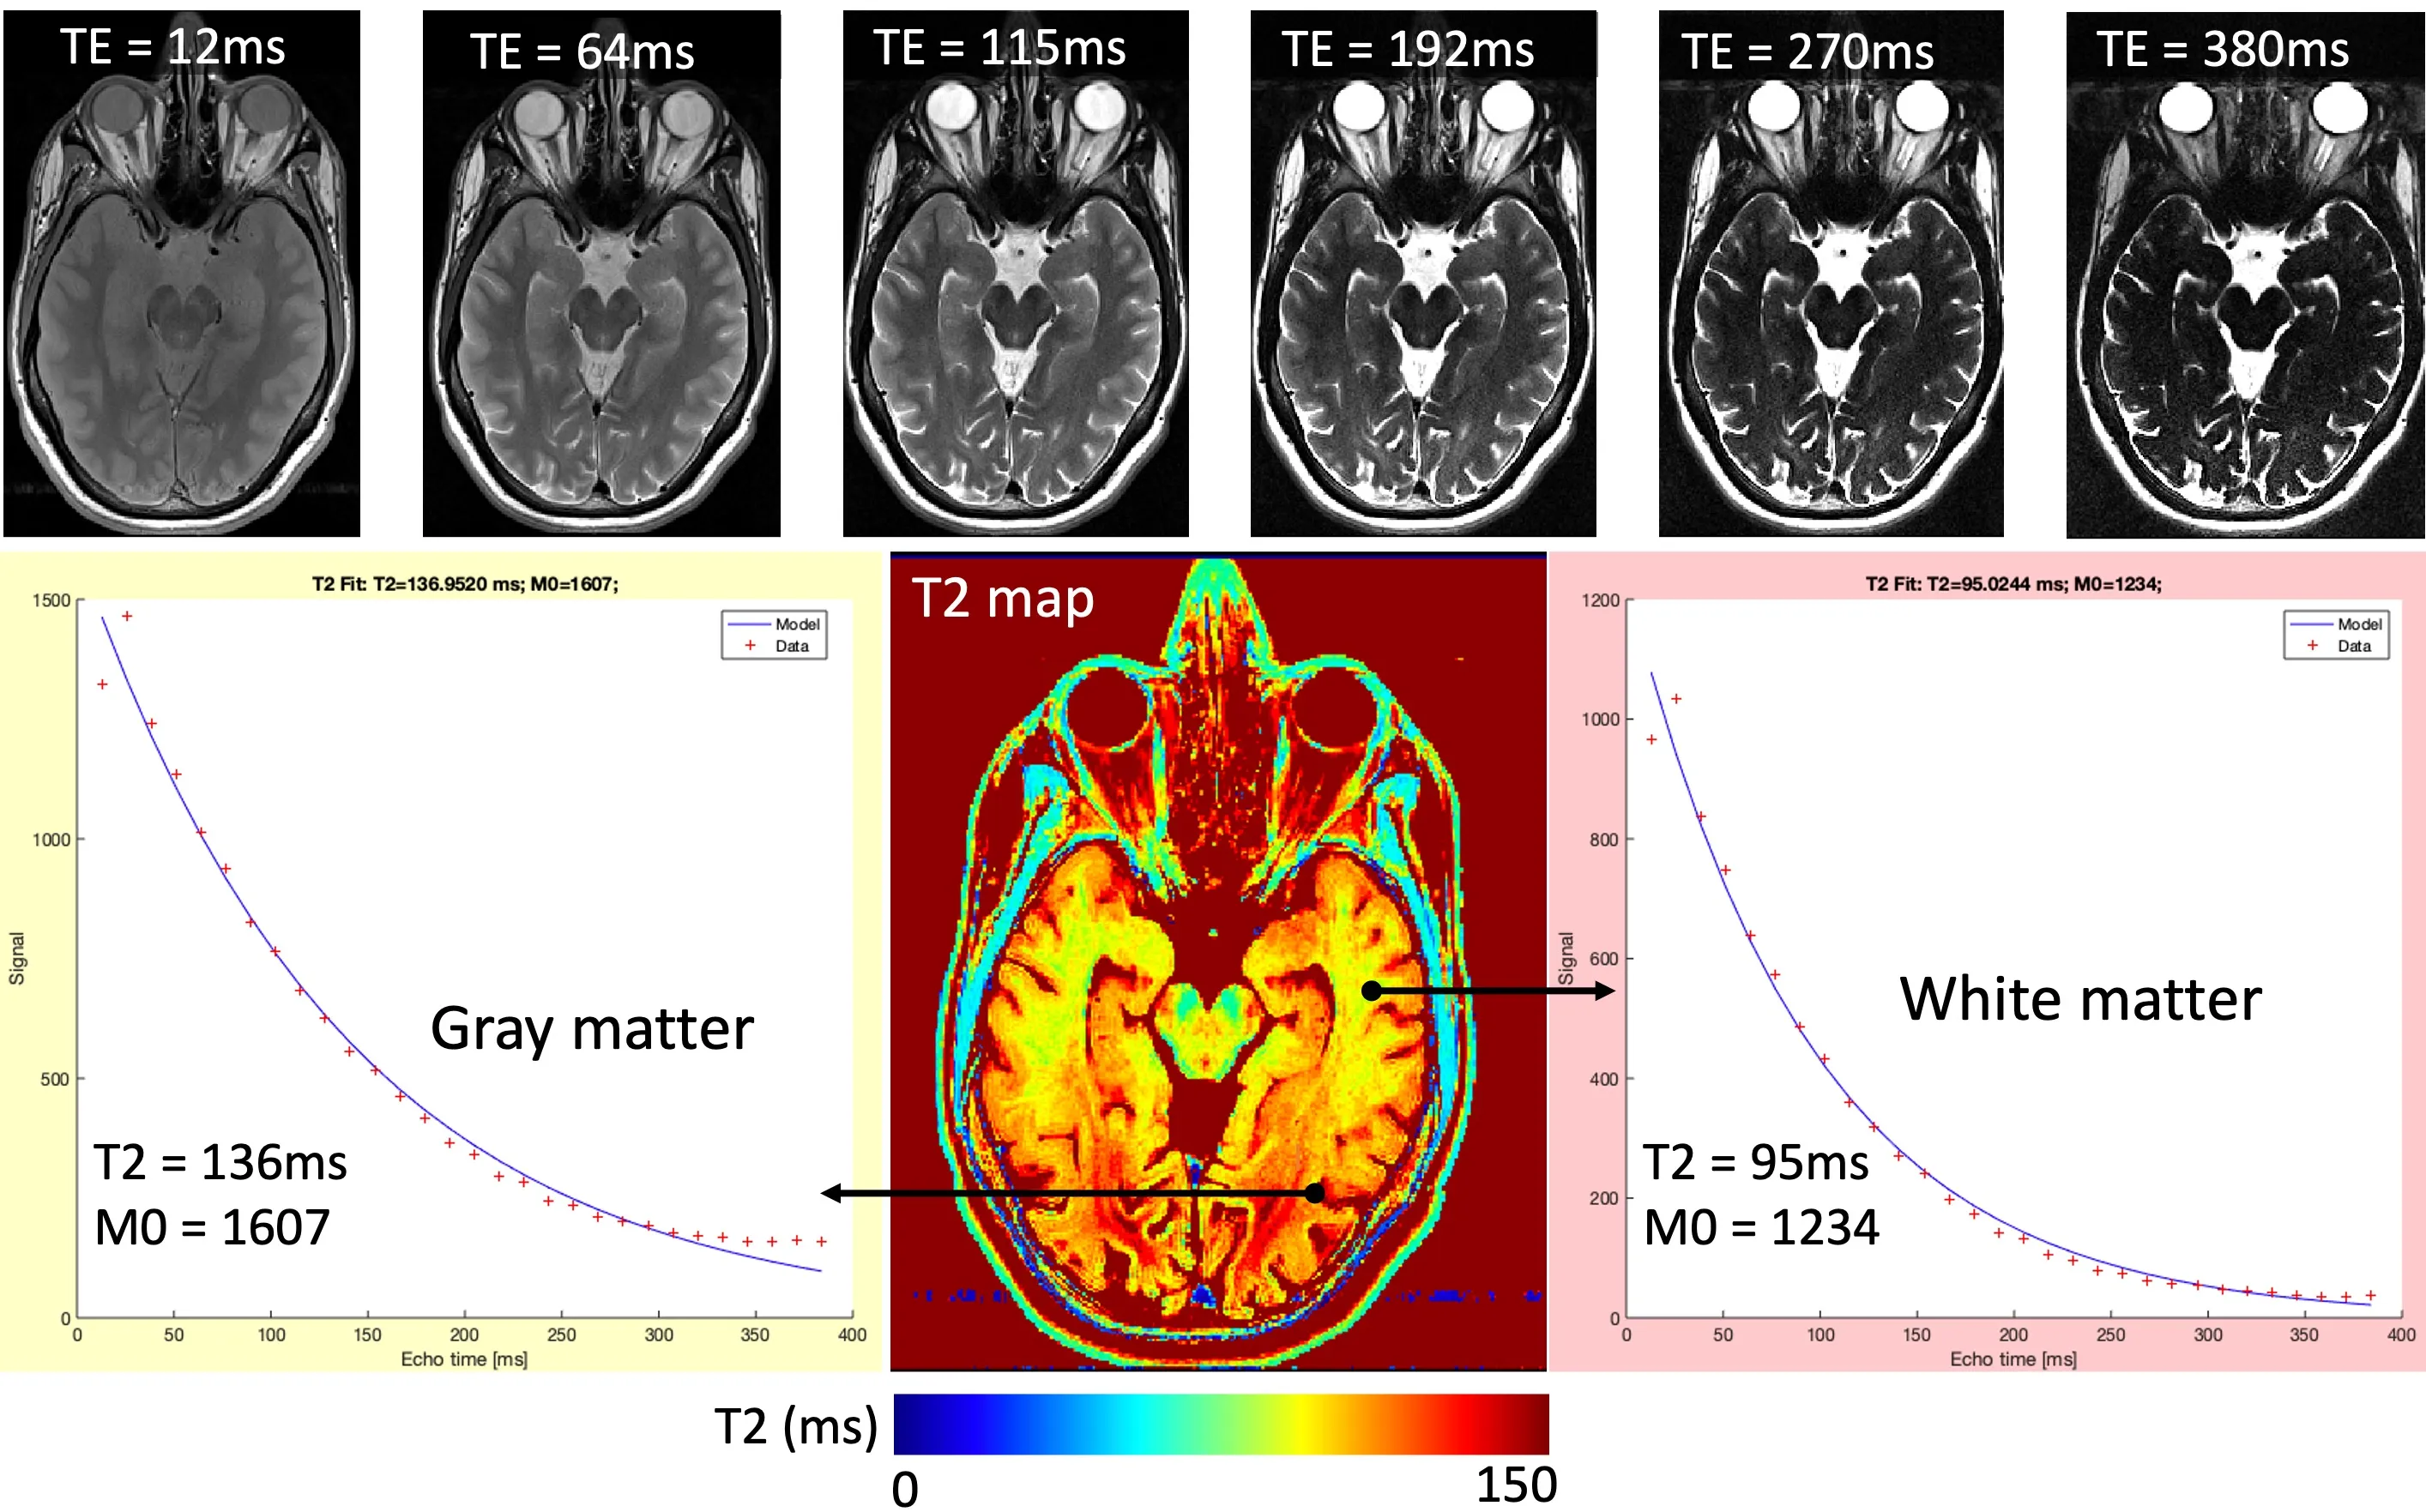 TE = 12ms
TE = 64ms
TE = 115ms
TE = 192ms
TE = 270ms
TE = 380ms
T2 Fit: T2=136.9520 ms; M0=1607;
1500
1000
500
0
Signal
Model
Data
Gray matter
T2 = 136ms
M0 = 1607
0 50 100 150 200 250 300 350 400
Echo time [ms]
T2 map
T2 Fit: T2=95.0244 ms; M0=1234;
1200
1000
800
600
400
200
0
Signal
Model
Data
White matter
T2 = 95ms
M0 = 1234
0 50 100 150 200 250 300 350 400
Echo time [ms]
T2 (ms)
0 150